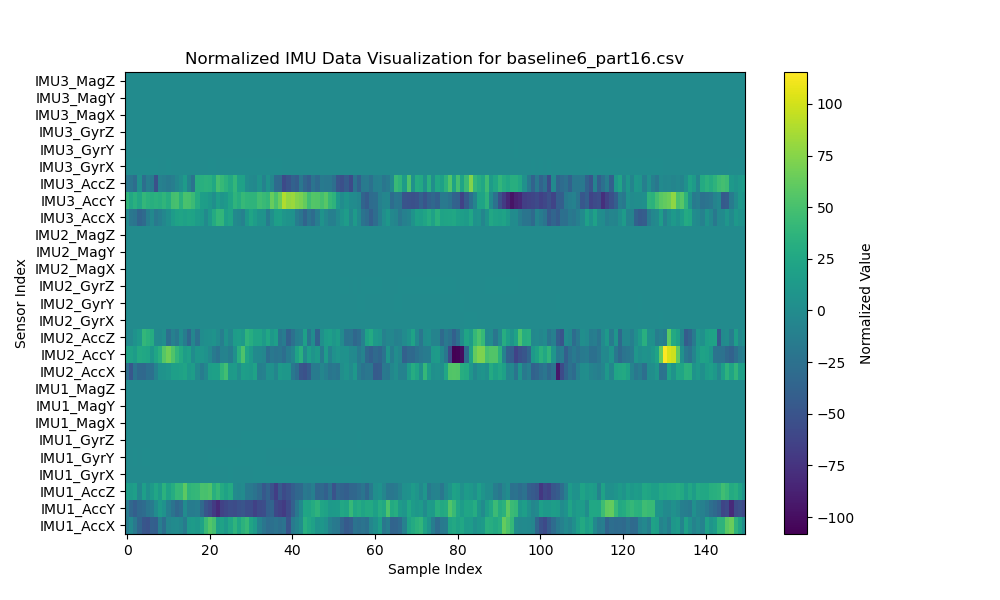 Normalized IMU Data Visualization for baseline6_part16.csv
IMU3_MagZ
IMU3_MagY
IMU3_MagX
IMU3_GyrZ
IMU3_GyrY
IMU3_GyrX
IMU3_AccZ
IMU3_AccY
IMU3_AccX
IMU2_MagZ
IMU2_MagY
IMU2_MagX
IMU2_GyrZ
IMU2_GyrY
IMU2_GyrX
IMU2_AccZ
IMU2_AccY
IMU2_AccX
IMU1_MagZ
IMU1_MagY
IMU1_MagX
IMU1_GyrZ
IMU1_GyrY
IMU1_GyrX
IMU1_AccZ
IMU1_AccY
IMU1_AccX
Sensor Index
0 20 40 60 80 100 120 140
Sample Index
100
75
50
25
0
−25
−50
−75
−100
Normalized Value